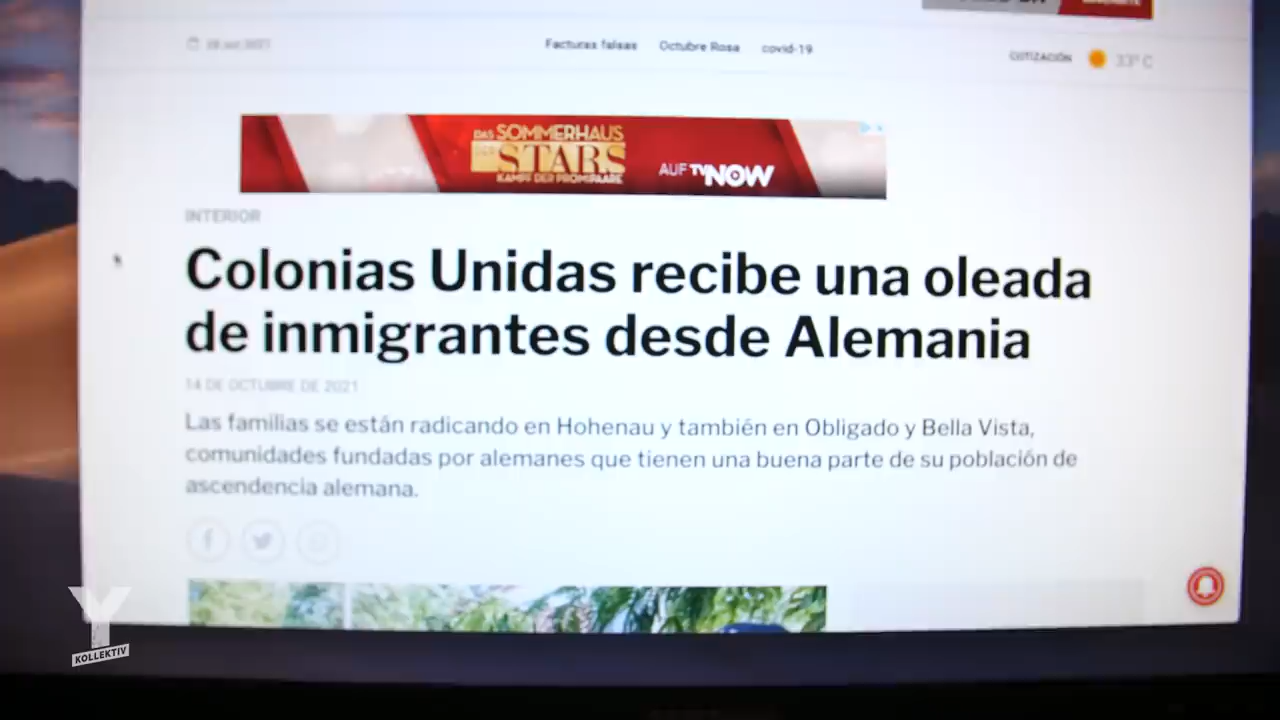 Facturas falsas Octubre Rosa covid-19
COTIZACIÓN 33° C
DAS SOMMERHAUS
DER STARS
KAMPF DER PROMIPAARE
AUF TVNOW
INTERIOR
Colonias Unidas recibe una oleada
de inmigrantes desde Alemania
14 DE OCTUBRE DE 2021
Las familias se están radicando en Hohenau y también en Obligado y Bella Vista,
comunidades fundadas por alemanes que tienen una buena parte de su población de
ascendencia alemana.
Y
KOLLEKTIV